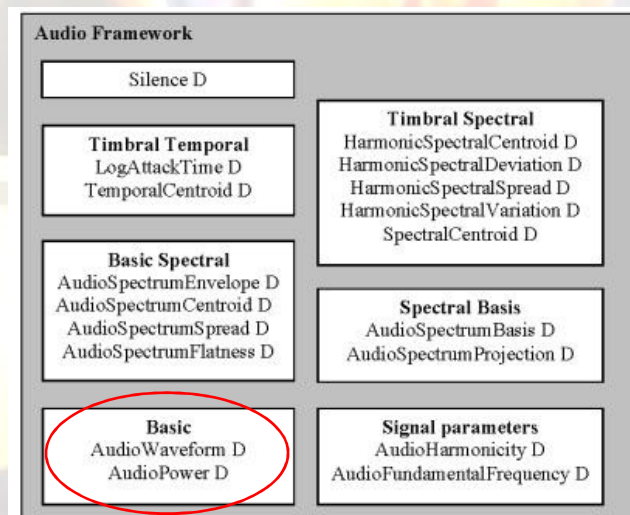 Audio Framework
Silence D
Timbral Temporal
LogAttackTime D
TemporalCentroid D
Basic Spectral
AudioSpectrumEnvelope D
AudioSpectrumCentroid D
AudioSpectrumSpread D
AudioSpectrumFlatness D
Basic
AudioWaveform D
AudioPower D
Timbral Spectral
HarmonicSpectralCentroid D
HarmonicSpectralDeviation D
HarmonicSpectralSpread D
HarmonicSpectralVariation D
SpectralCentroid D
Spectral Basis
AudioSpectrumBasis D
AudioSpectrumProjection D
Signal parameters
AudioHarmonicity D
AudioFundamentalFrequency D